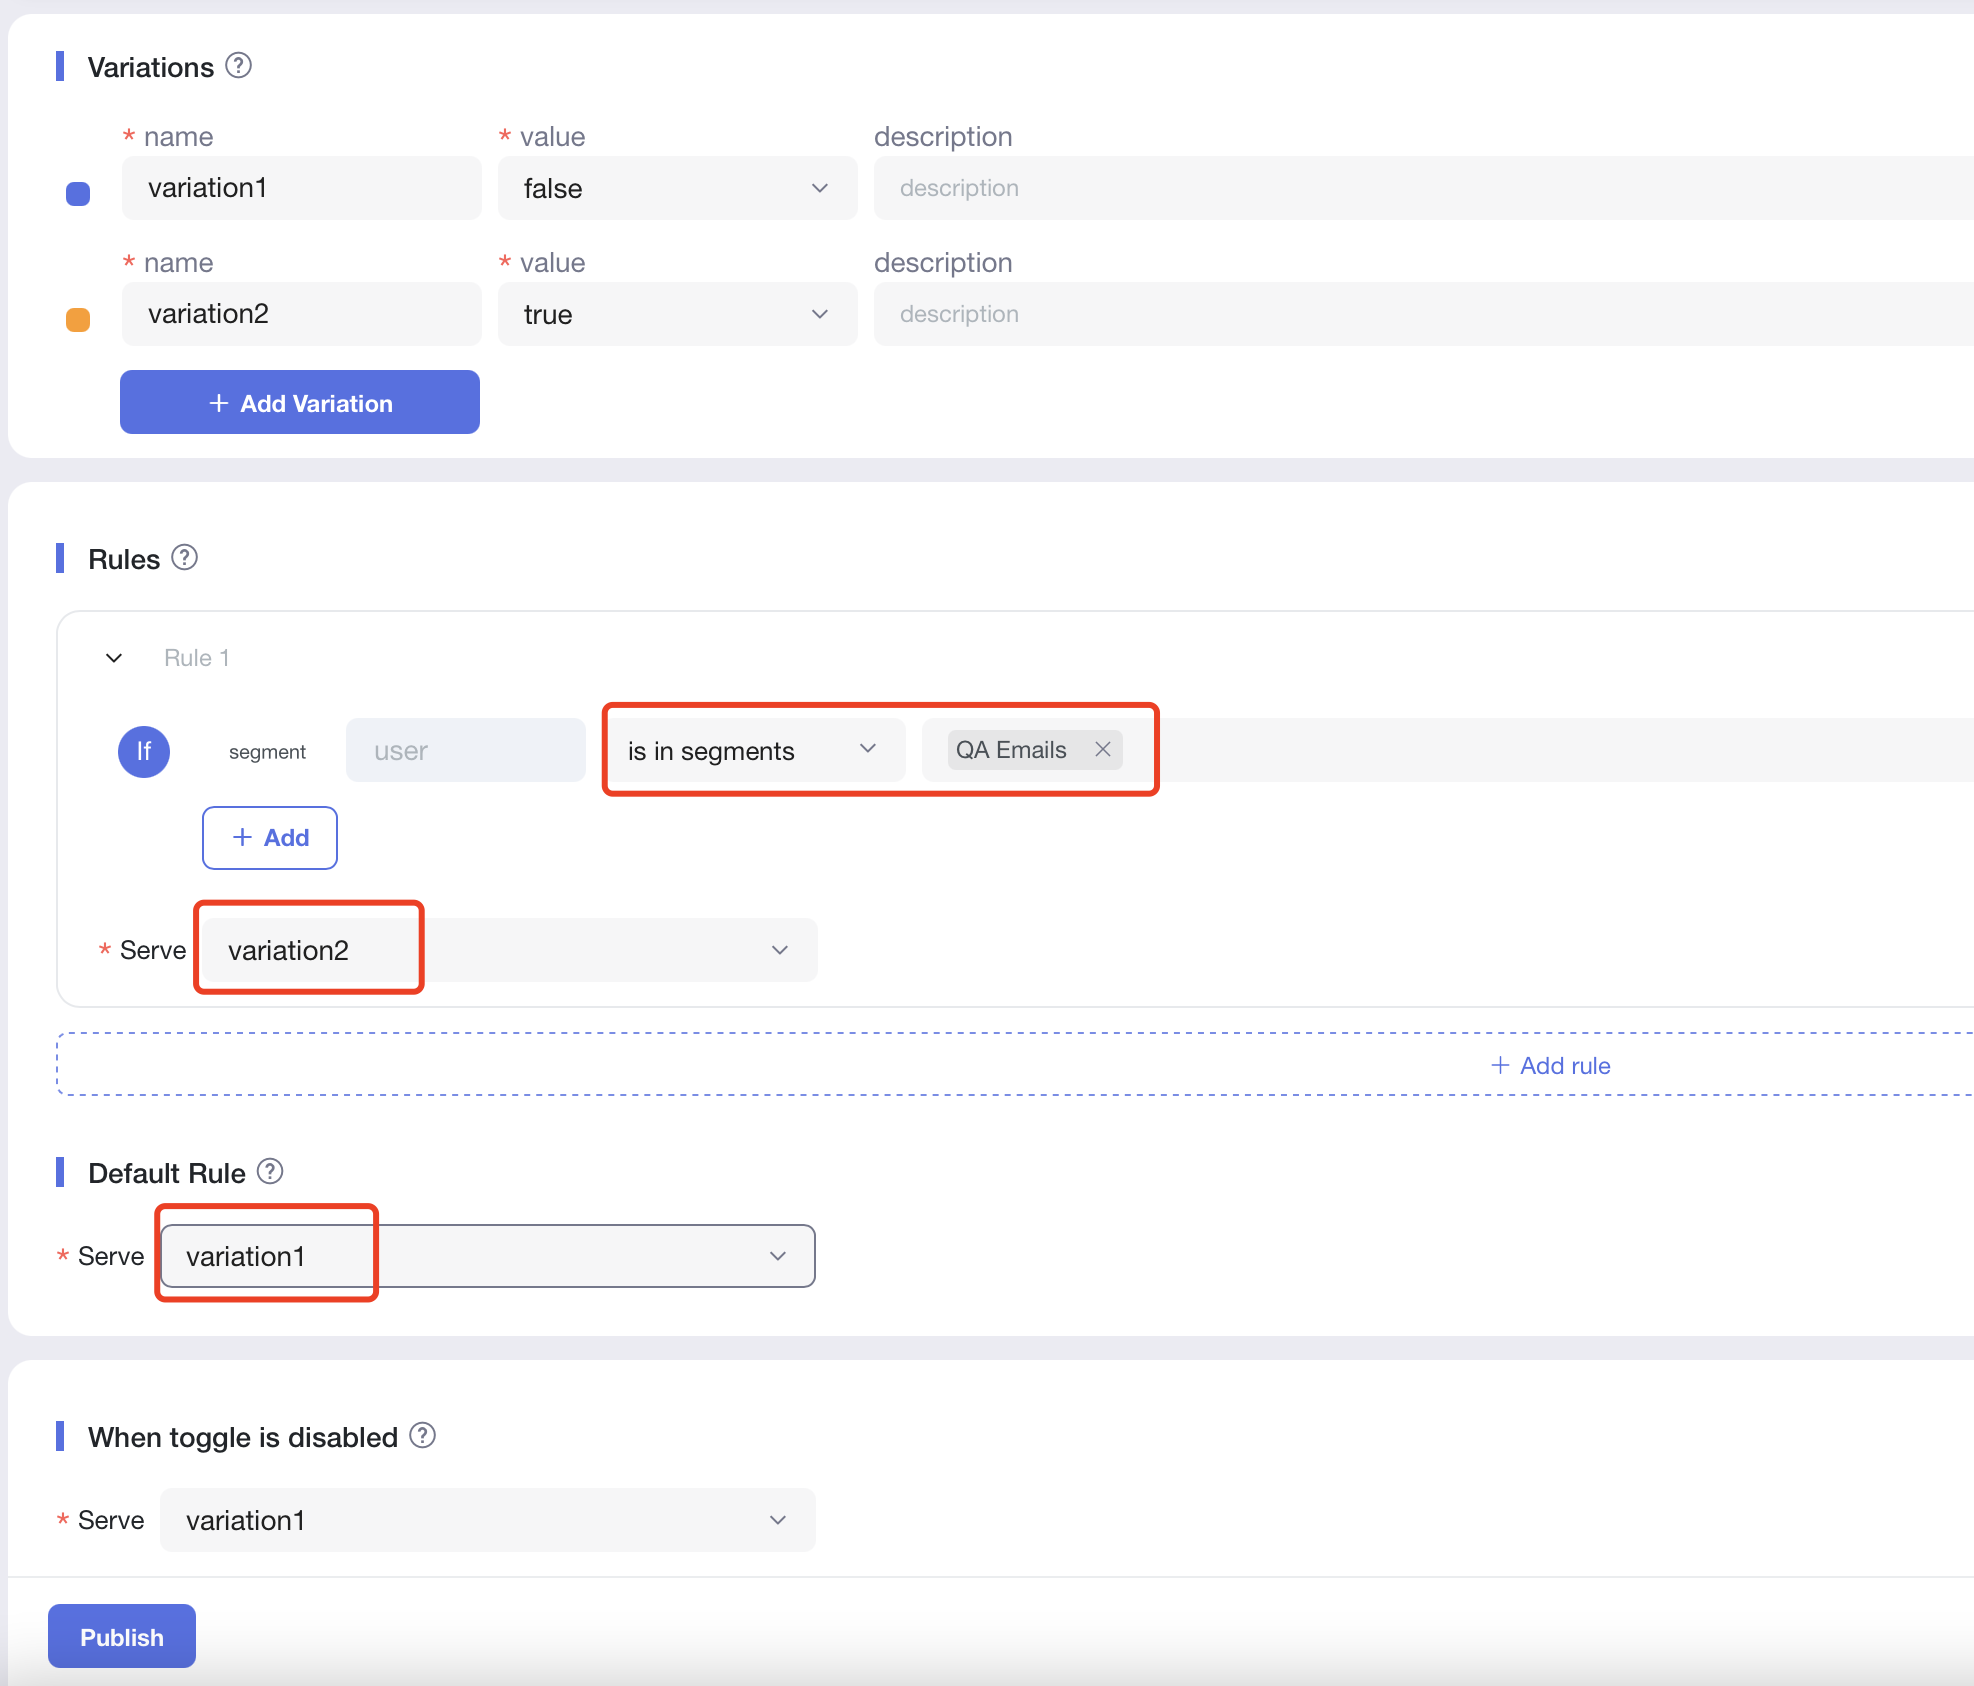 Variations ?
* name * value description
variation1 false description
* name * value description
variation2 true description
+ Add Variation
Rules ?
Rule 1
If segment user is in segments QA Emails ×
+ Add
* Serve variation2
+ Add rule
Default Rule ?
* Serve variation1
When toggle is disabled ?
* Serve variation1
Publish